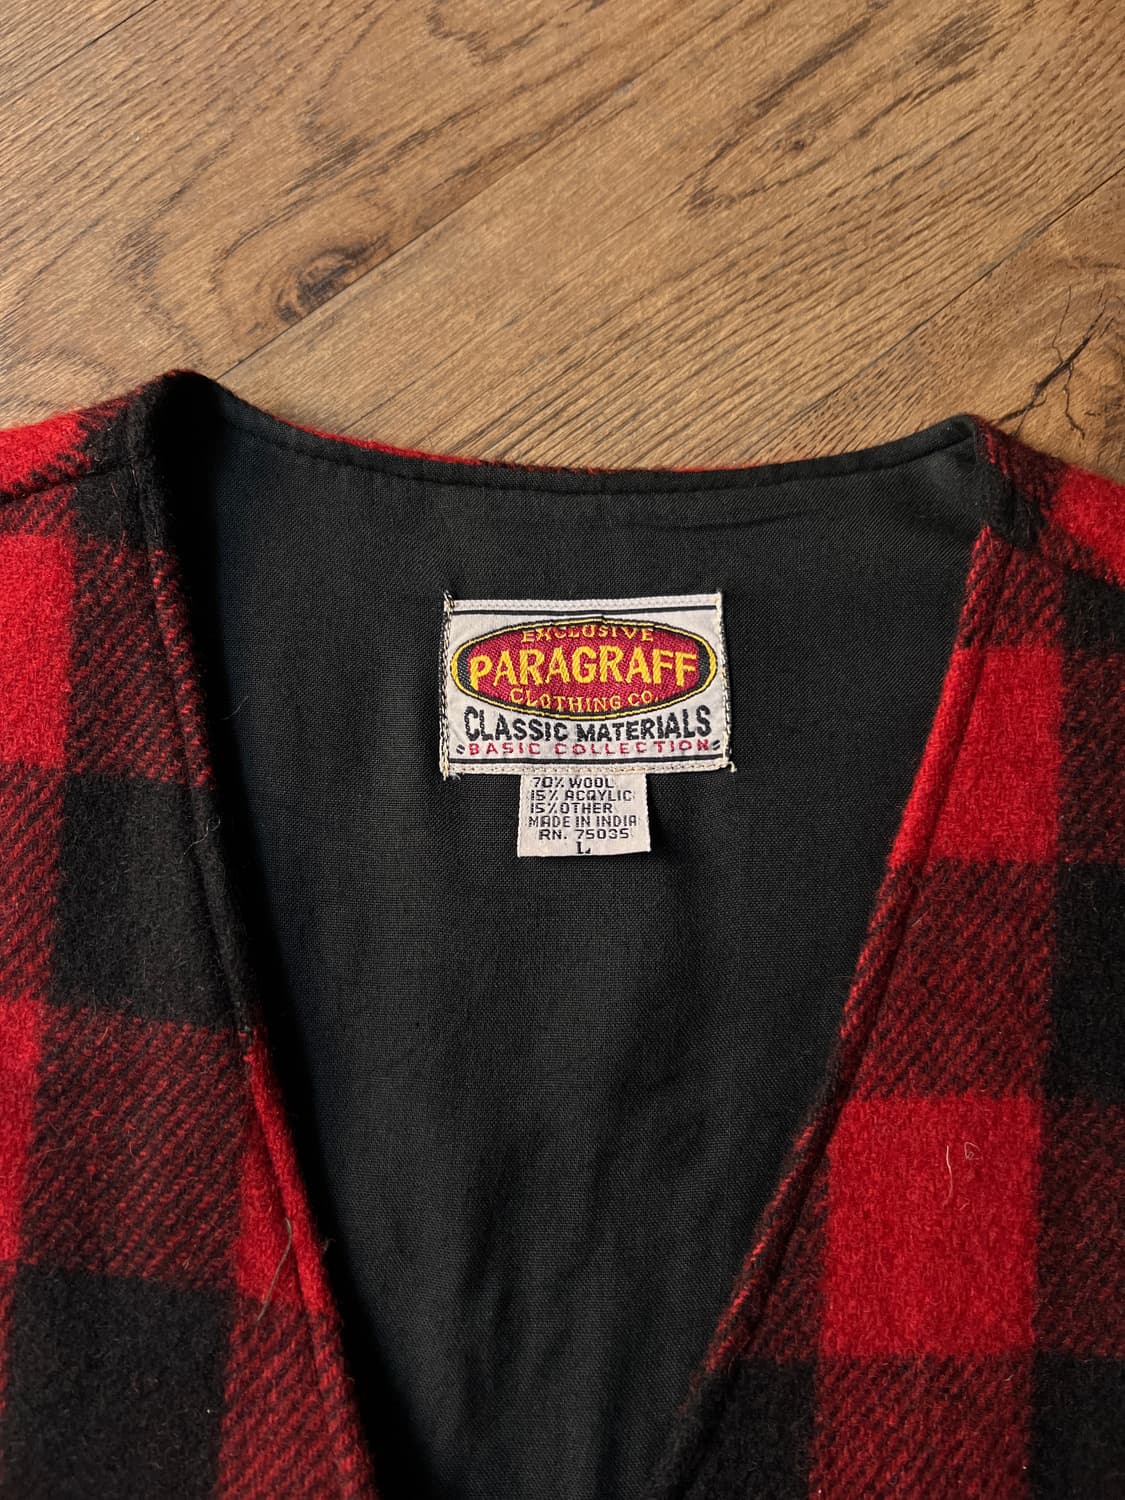 EXCLUSIVE
PARAGRAFF
CLOTHING CO.
CLASSIC MATERIALS
BASIC COLLECTION
70% WOOL
15% ACRYLIC
15% OTHER
MADE IN INDIA
RN. 75035
L